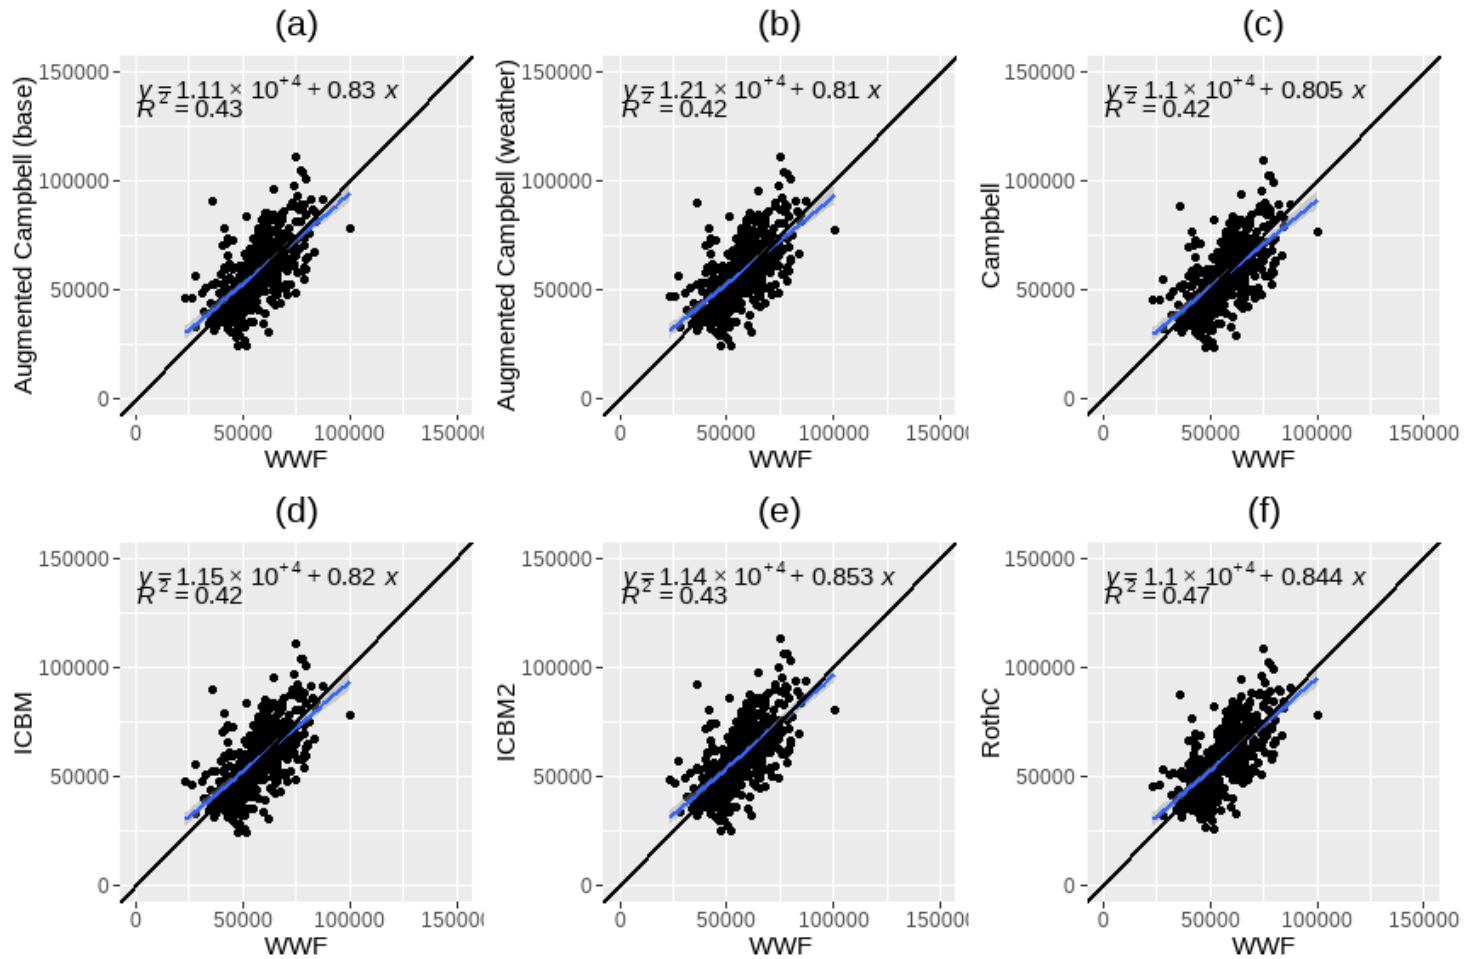 (a)
Augmented Campbell (base)
y = 1.11 × 10⁺⁴ + 0.83 x
R² = 0.43
150000
100000
50000
0
0 50000 100000 150000
WWF
(b)
Augmented Campbell (weather)
y = 1.21 × 10⁺⁴ + 0.81 x
R² = 0.42
150000
100000
50000
0
0 50000 100000 150000
WWF
(c)
Campbell
y = 1.1 × 10⁺⁴ + 0.805 x
R² = 0.42
150000
100000
50000
0
0 50000 100000 150000
WWF
(d)
ICBM
y = 1.15 × 10⁺⁴ + 0.82 x
R² = 0.42
150000
100000
50000
0
0 50000 100000 150000
WWF
(e)
ICBM2
y = 1.14 × 10⁺⁴ + 0.853 x
R² = 0.43
150000
100000
50000
0
0 50000 100000 150000
WWF
(f)
RothC
y = 1.1 × 10⁺⁴ + 0.844 x
R² = 0.47
150000
100000
50000
0
0 50000 100000 150000
WWF